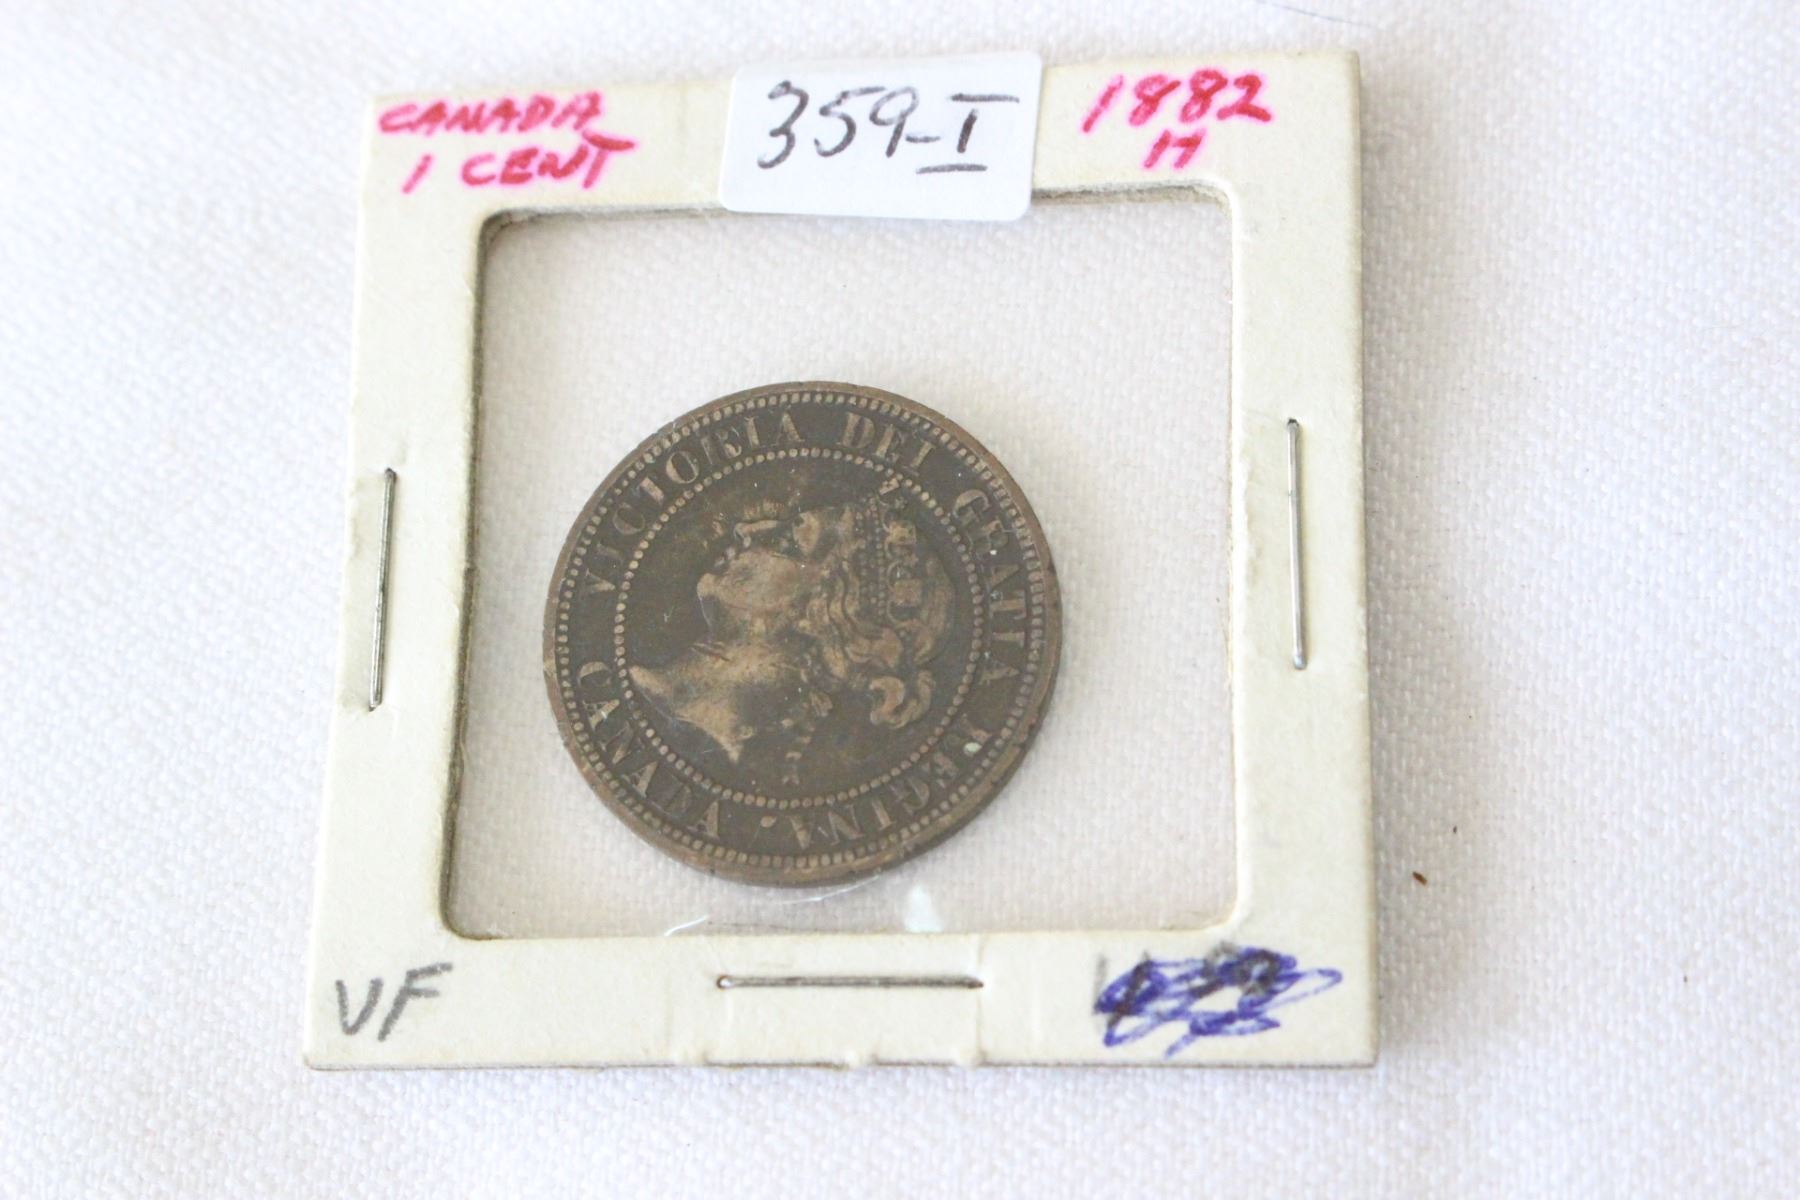 CANADA
1 CENT
359-I
1882
H
VICTORIA DEI GRATIA REGINA. CANADA
VF